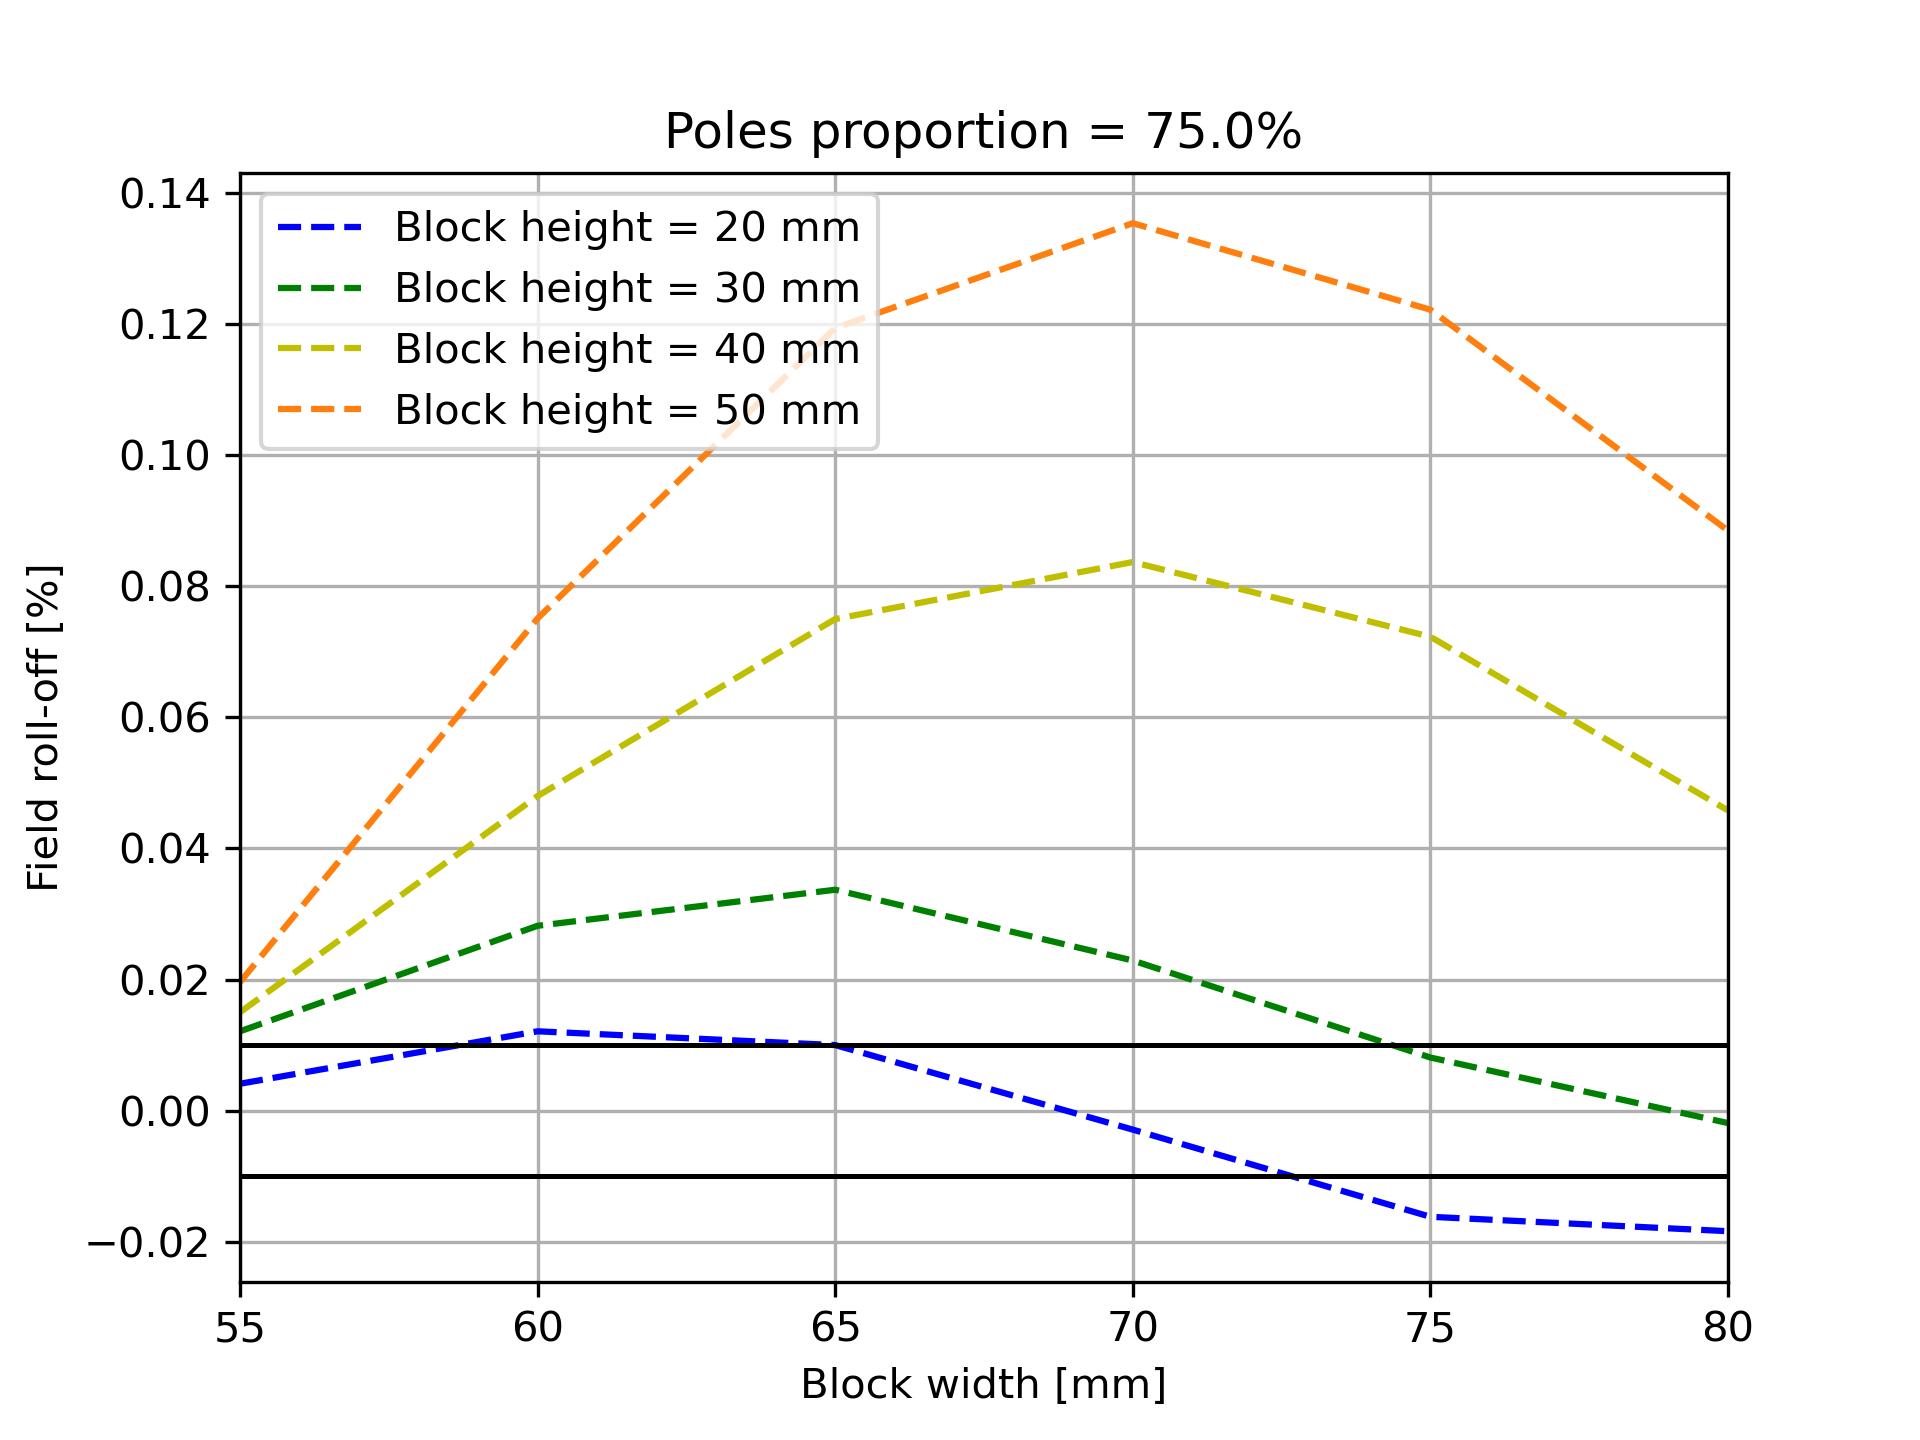 Poles proportion = 75.0%
Block height = 20 mm
Block height = 30 mm
Block height = 40 mm
Block height = 50 mm
Field roll-off [%]
0.14
0.12
0.10
0.08
0.06
0.04
0.02
0.00
−0.02
55 60 65 70 75 80
Block width [mm]